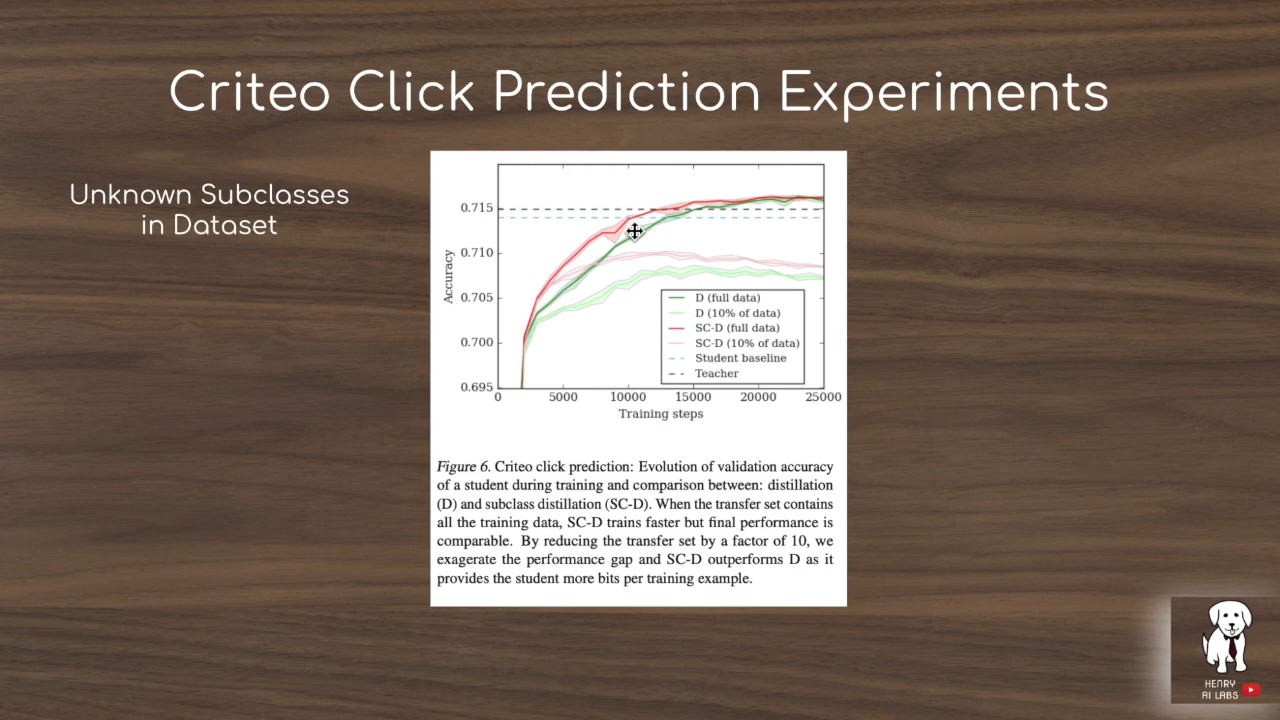 Criteo Click Prediction Experiments
Unknown Subclasses
in Dataset
0.715
0.710
0.705
0.700
0.695
Accuracy
0 5000 10000 15000 20000 25000
Training steps
D (full data)
D (10% of data)
SC-D (full data)
SC-D (10% of data)
Student baseline
Teacher
Figure 6. Criteo click prediction: Evolution of validation accuracy
of a student during training and comparison between: distillation
(D) and subclass distillation (SC-D). When the transfer set contains
all the training data, SC-D trains faster but final performance is
comparable. By reducing the transfer set by a factor of 10, we
exagerate the performance gap and SC-D outperforms D as it
provides the student more bits per training example.
HENRY
AI LABS